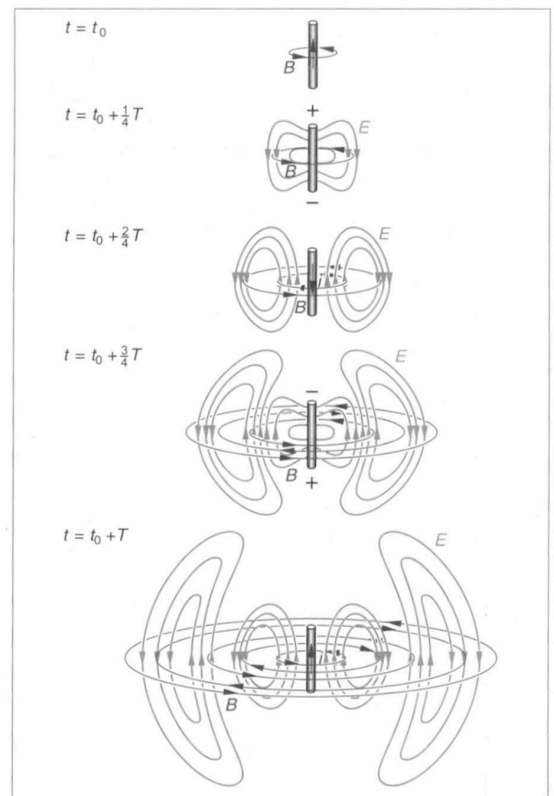 t = t₀
B
+
t = t₀ + ¼ T
E
B
−
t = t₀ + 2/4 T
E
B
t = t₀ + ¾ T
−
E
B
+
t = t₀ + T
E
B